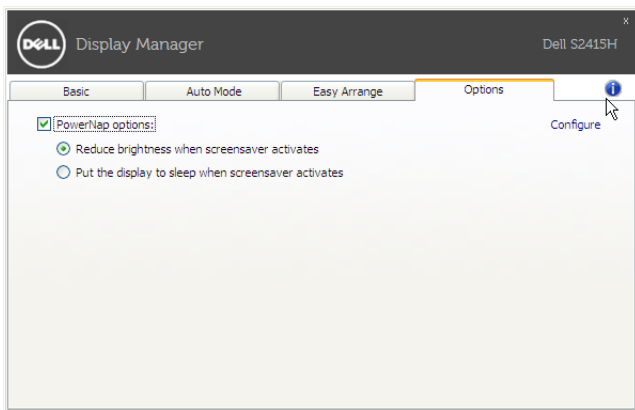 DELL Display Manager Dell S2415H
x
Basic Auto Mode Easy Arrange Options i
PowerNap options: Configure
Reduce brightness when screensaver activates
Put the display to sleep when screensaver activates